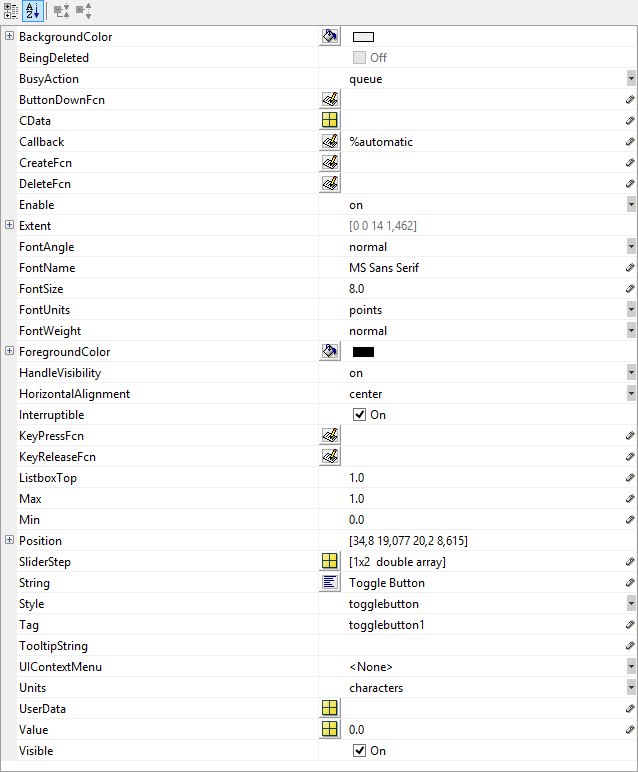 BackgroundColor
BeingDeleted Off
BusyAction queue
ButtonDownFcn
CData
Callback %automatic
CreateFcn
DeleteFcn
Enable on
Extent [0 0 14 1,462]
FontAngle normal
FontName MS Sans Serif
FontSize 8.0
FontUnits points
FontWeight normal
ForegroundColor
HandleVisibility on
HorizontalAlignment center
Interruptible On
KeyPressFcn
KeyReleaseFcn
ListboxTop 1.0
Max 1.0
Min 0.0
Position [34,8 19,077 20,2 8,615]
SliderStep [1x2 double array]
String Toggle Button
Style togglebutton
Tag togglebutton1
TooltipString
UIContextMenu <None>
Units characters
UserData
Value 0.0
Visible On